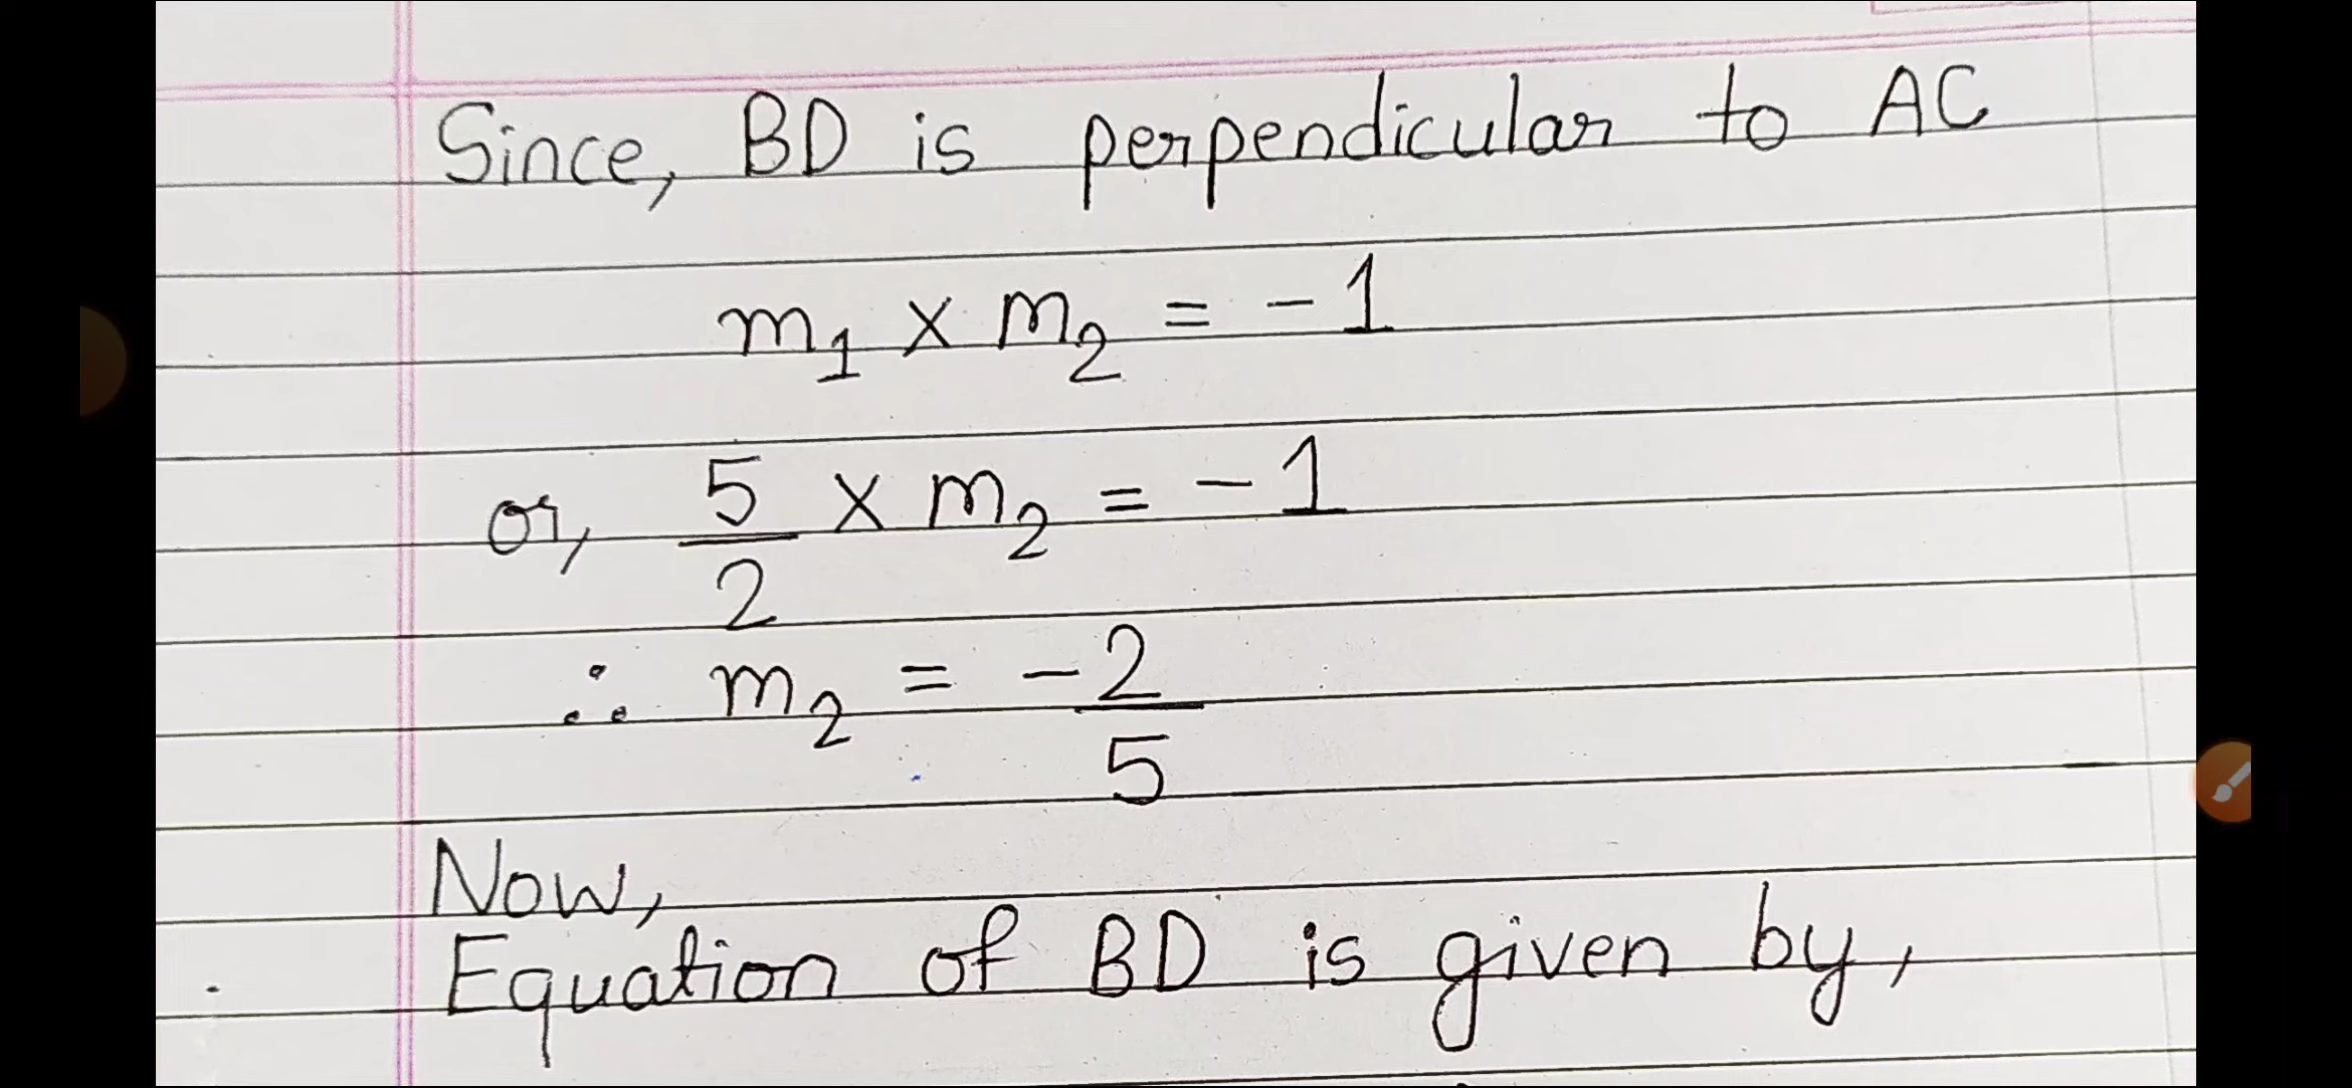 Since, BD is perpendicular to AC
m₁ × m₂ = -1
or, 5/2 × m₂ = -1
∴ m₂ = -2/5
Now,
Equation of BD is given by,